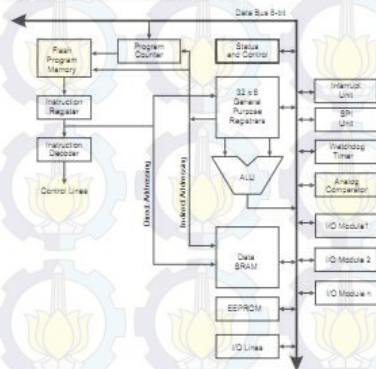 Data Bus 8-bit
Flash
Program
Memory
Program
Counter
Status
and Control
Instruction
Register
32 x 8
General
Purpose
Registrers
Instruction
Decoder
Control Lines
Direct Addressing
Indirect Addressing
ALU
Data
SRAM
EEPROM
I/O Lines
Interrupt
Unit
SPI
Unit
Watchdog
Timer
Analog
Comparator
I/O Module1
I/O Module 2
I/O Module n